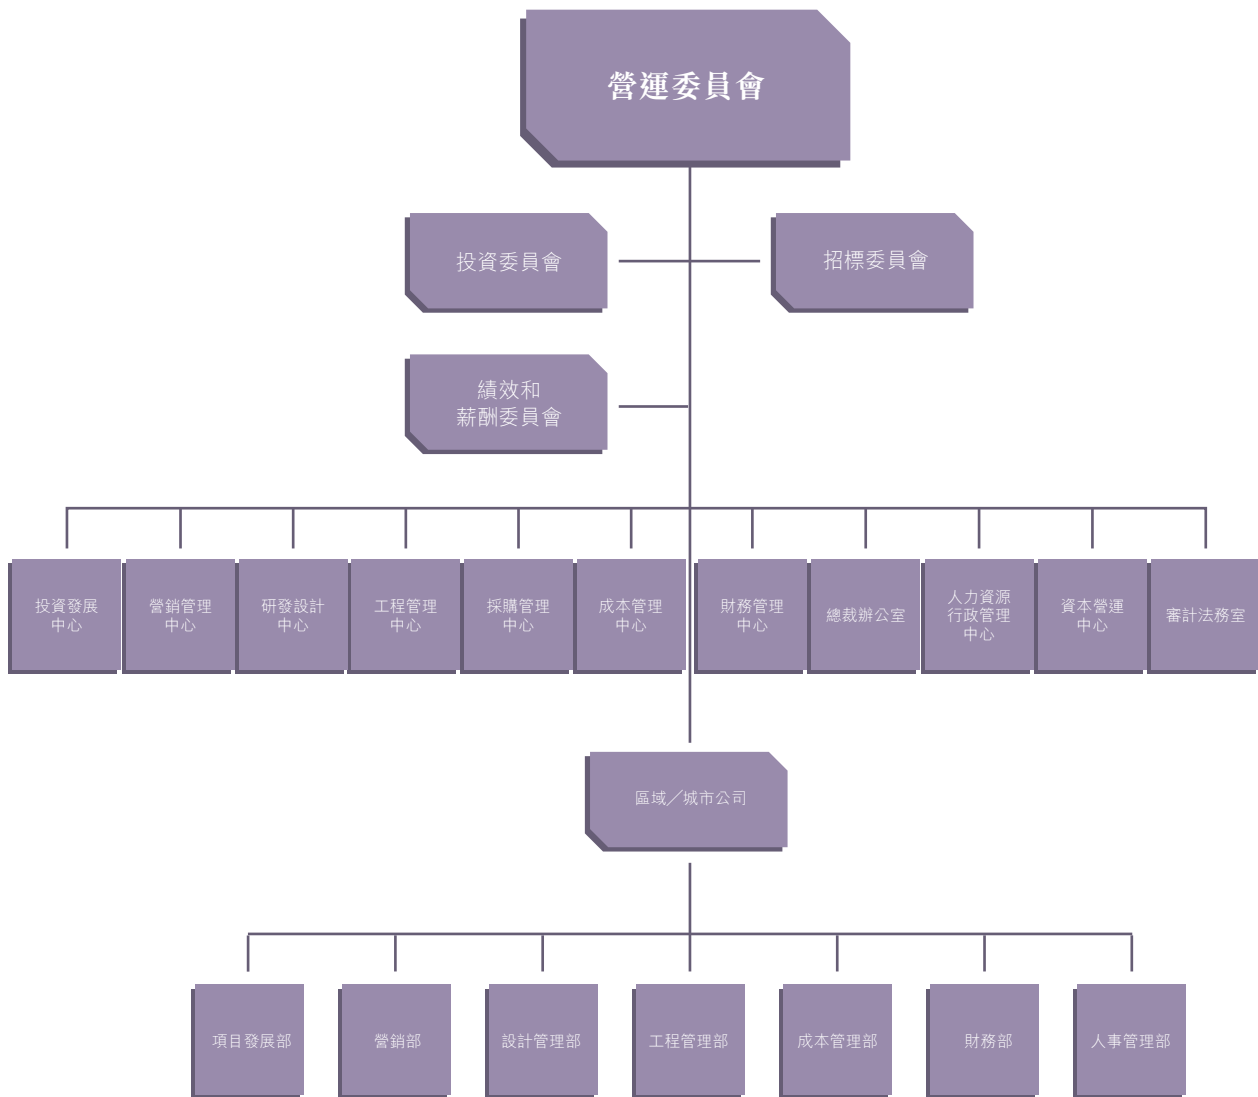 營運委員會
投資委員會
招標委員會
績效和
薪酬委員會
投資發展
中心
營銷管理
中心
研發設計
中心
工程管理
中心
採購管理
中心
成本管理
中心
財務管理
中心
總裁辦公室
人力資源
行政管理
中心
資本營運
中心
審計法務室
區域／城市公司
項目發展部
營銷部
設計管理部
工程管理部
成本管理部
財務部
人事管理部